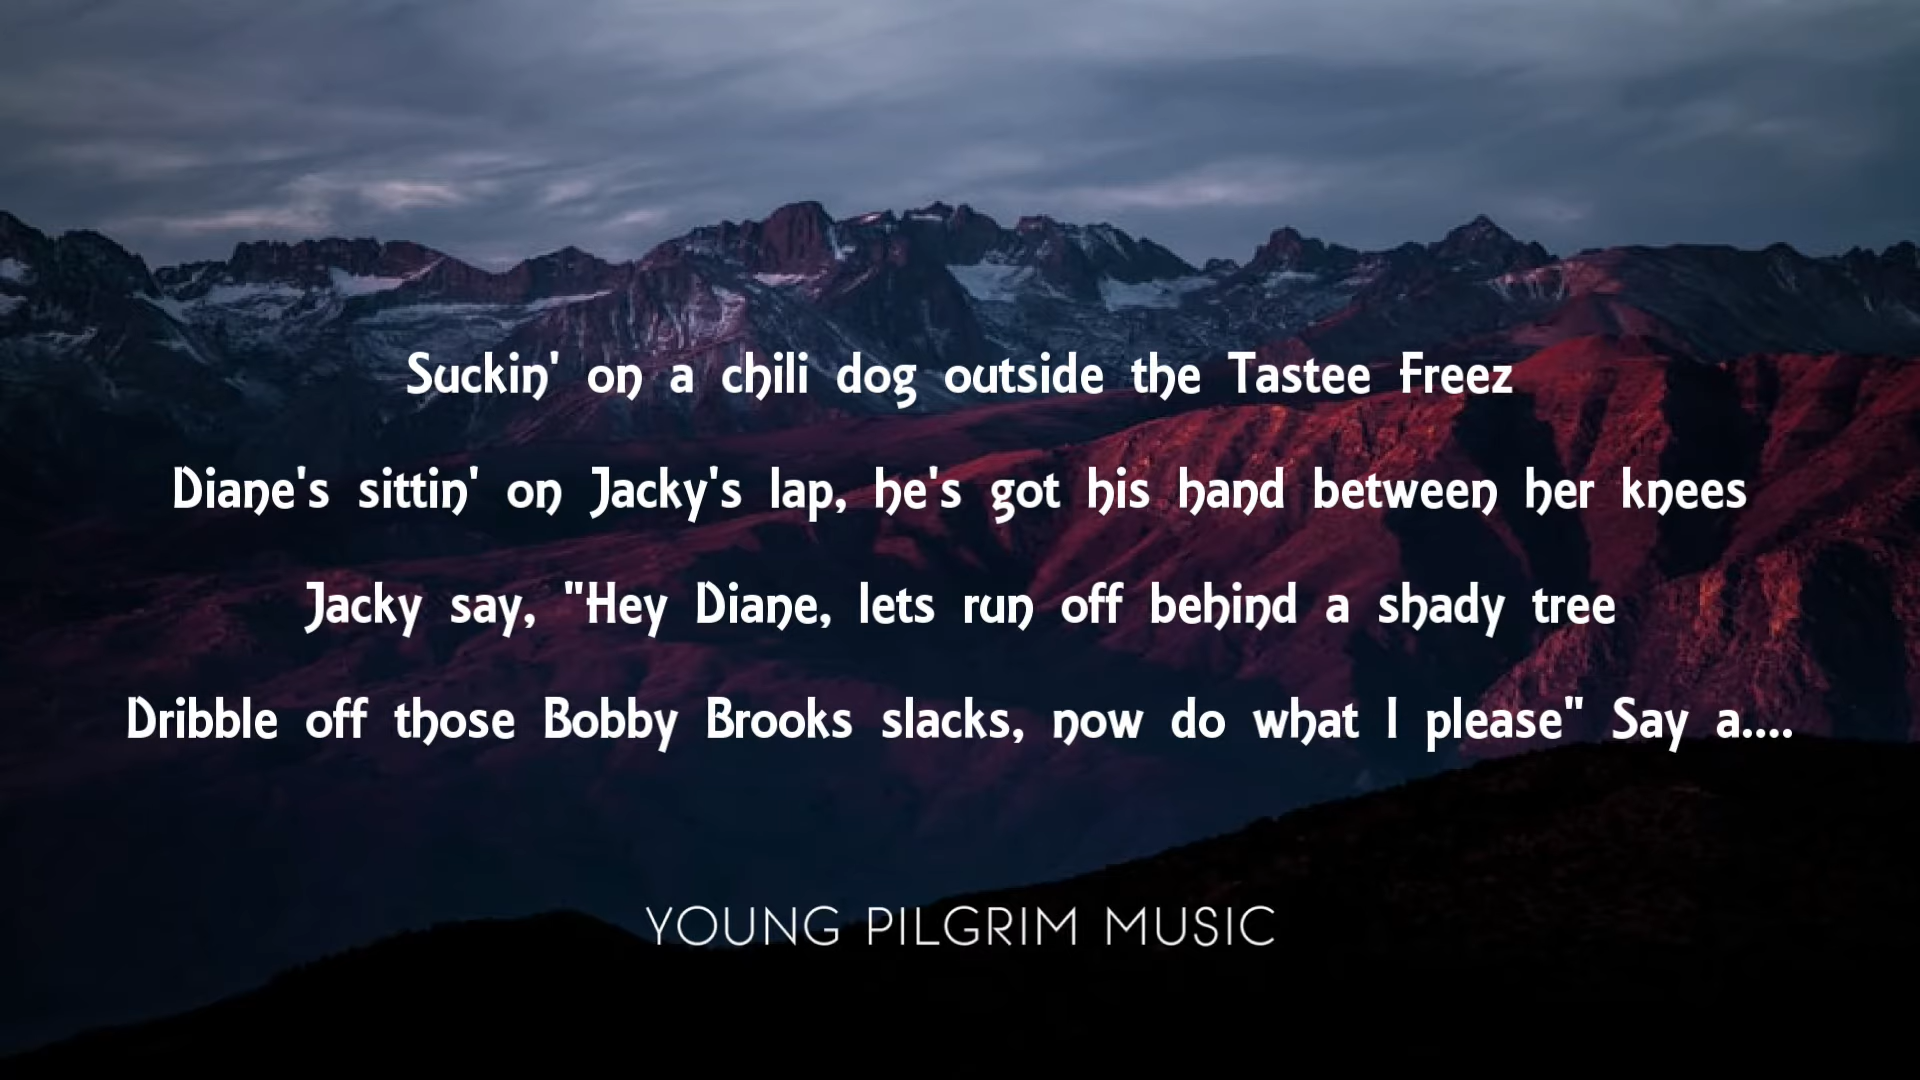 Suckin' on a chili dog outside the Tastee Freez
Diane's sittin' on Jacky's lap, he's got his hand between her knees
Jacky say, "Hey Diane, lets run off behind a shady tree
Dribble off those Bobby Brooks slacks, now do what I please" Say a....
YOUNG PILGRIM MUSIC